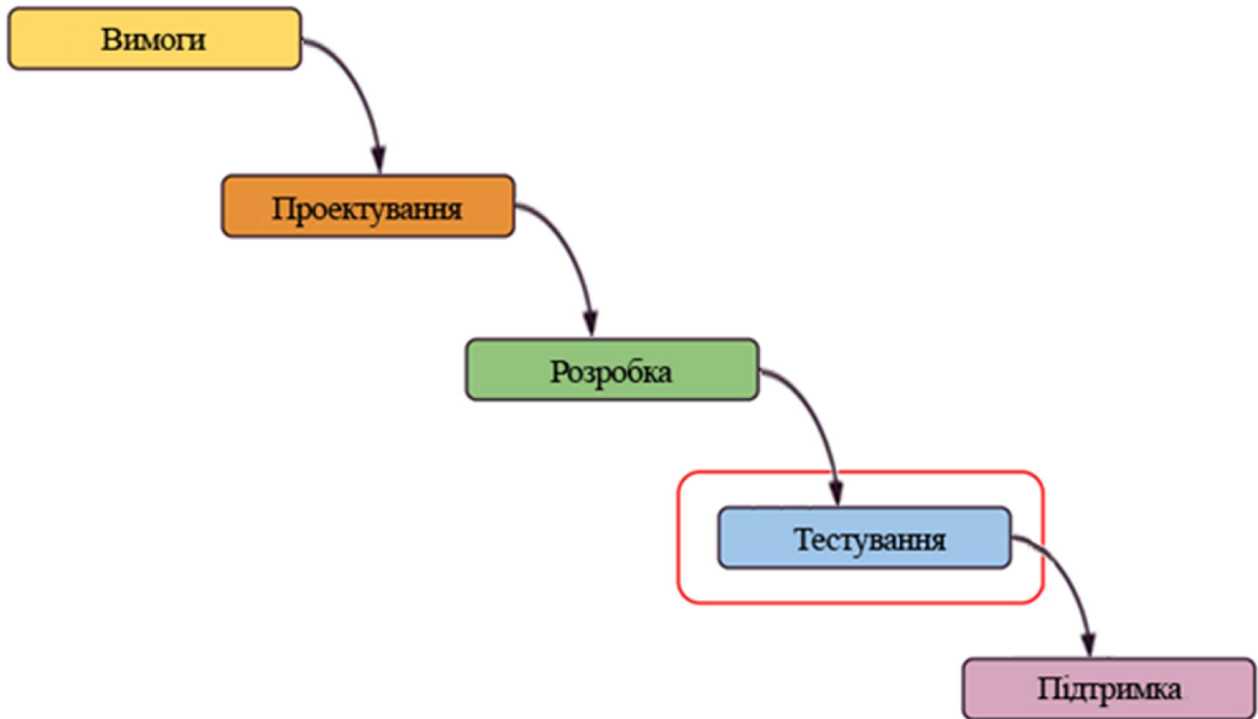 Вимоги
Проектування
Розробка
Тестування
Підтримка